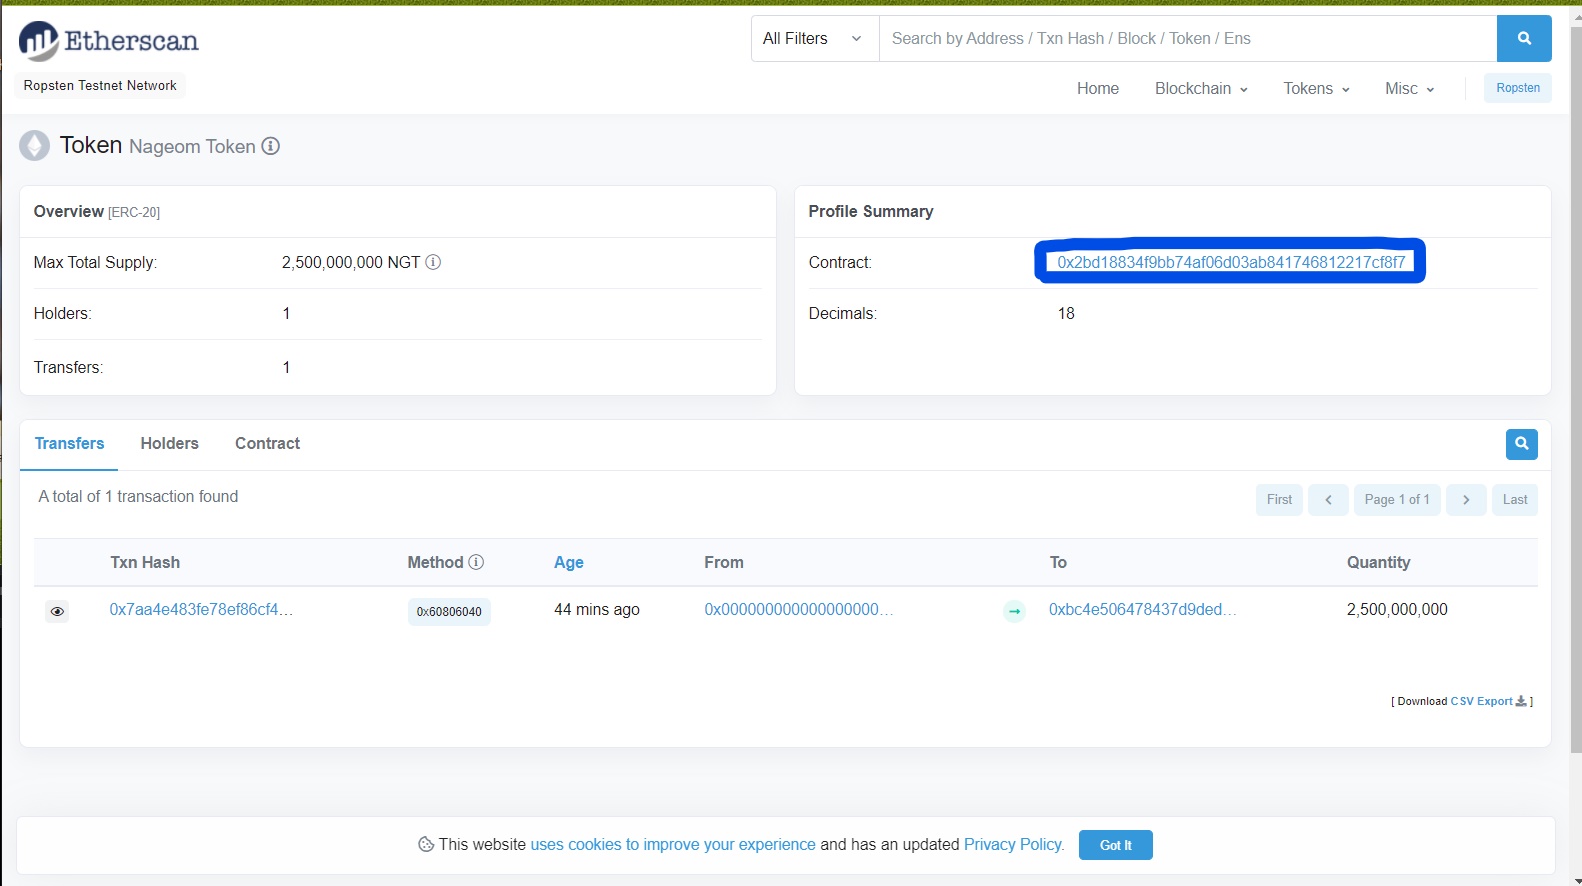 Etherscan
All Filters
Search by Address / Txn Hash / Block / Token / Ens
Ropsten Testnet Network
Home Blockchain Tokens Misc Ropsten
Token Nageom Token
Overview [ERC-20]
Max Total Supply: 2,500,000,000 NGT
Holders: 1
Transfers: 1
Profile Summary
Contract: 0x2bd18834f9bb74af06d03ab841746812217cf8f7
Decimals: 18
Transfers Holders Contract
A total of 1 transaction found
First Page 1 of 1 Last
Txn Hash Method Age From To Quantity
0x7aa4e483fe78ef86cf4... 0x60806040 44 mins ago 0x000000000000000000... 0xbc4e506478437d9ded... 2,500,000,000
[ Download CSV Export ]
This website uses cookies to improve your experience and has an updated Privacy Policy. Got It